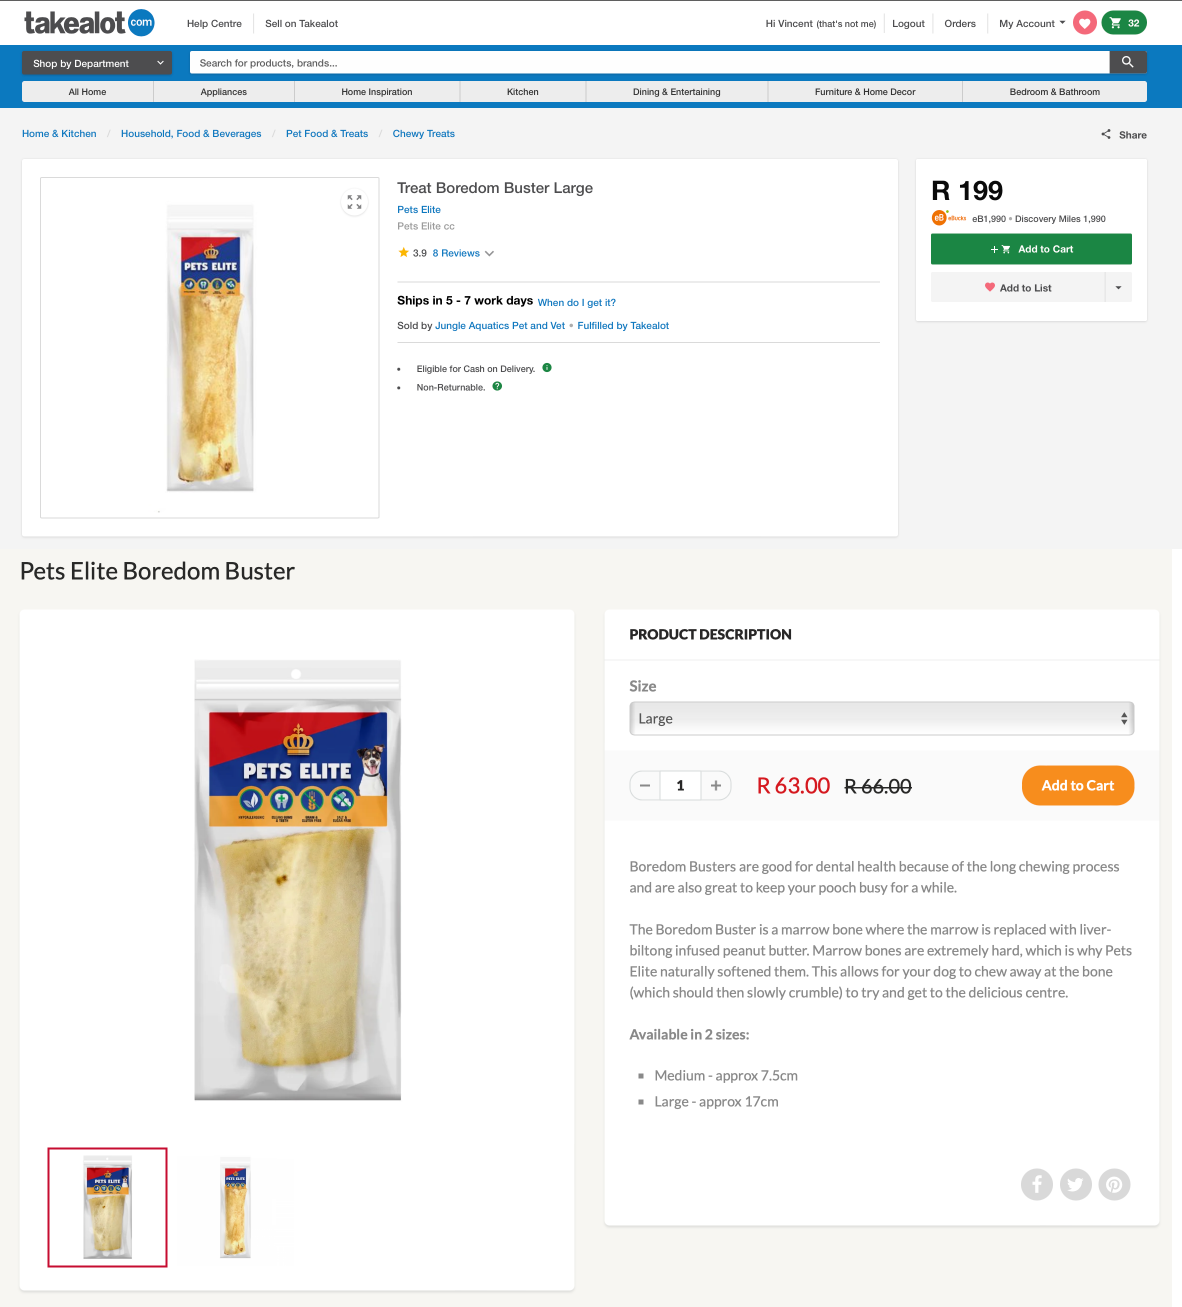 takealot com
Help Centre
Sell on Takealot
Hi Vincent (that's not me)
Logout
Orders
My Account
32
Shop by Department
Search for products, brands...
All Home
Appliances
Home Inspiration
Kitchen
Dining & Entertaining
Furniture & Home Decor
Bedroom & Bathroom
Home & Kitchen / Household, Food & Beverages / Pet Food & Treats / Chewy Treats
Share
PETS ELITE
Treat Boredom Buster Large
Pets Elite
Pets Elite cc
3.9 8 Reviews
Ships in 5 - 7 work days When do I get it?
Sold by Jungle Aquatics Pet and Vet • Fulfilled by Takealot
• Eligible for Cash on Delivery.
• Non-Returnable.
R 199
eB eBucks eB1,990 • Discovery Miles 1,990
+ Add to Cart
Add to List
Pets Elite Boredom Buster
PETS ELITE
PETS ELITE
PETS ELITE
PRODUCT DESCRIPTION
Size
Large
− 1 +
R 63.00 R 66.00
Add to Cart
Boredom Busters are good for dental health because of the long chewing process
and are also great to keep your pooch busy for a while.
The Boredom Buster is a marrow bone where the marrow is replaced with liver-
biltong infused peanut butter. Marrow bones are extremely hard, which is why Pets
Elite naturally softened them. This allows for your dog to chew away at the bone
(which should then slowly crumble) to try and get to the delicious centre.
Available in 2 sizes:
Medium - approx 7.5cm
Large - approx 17cm